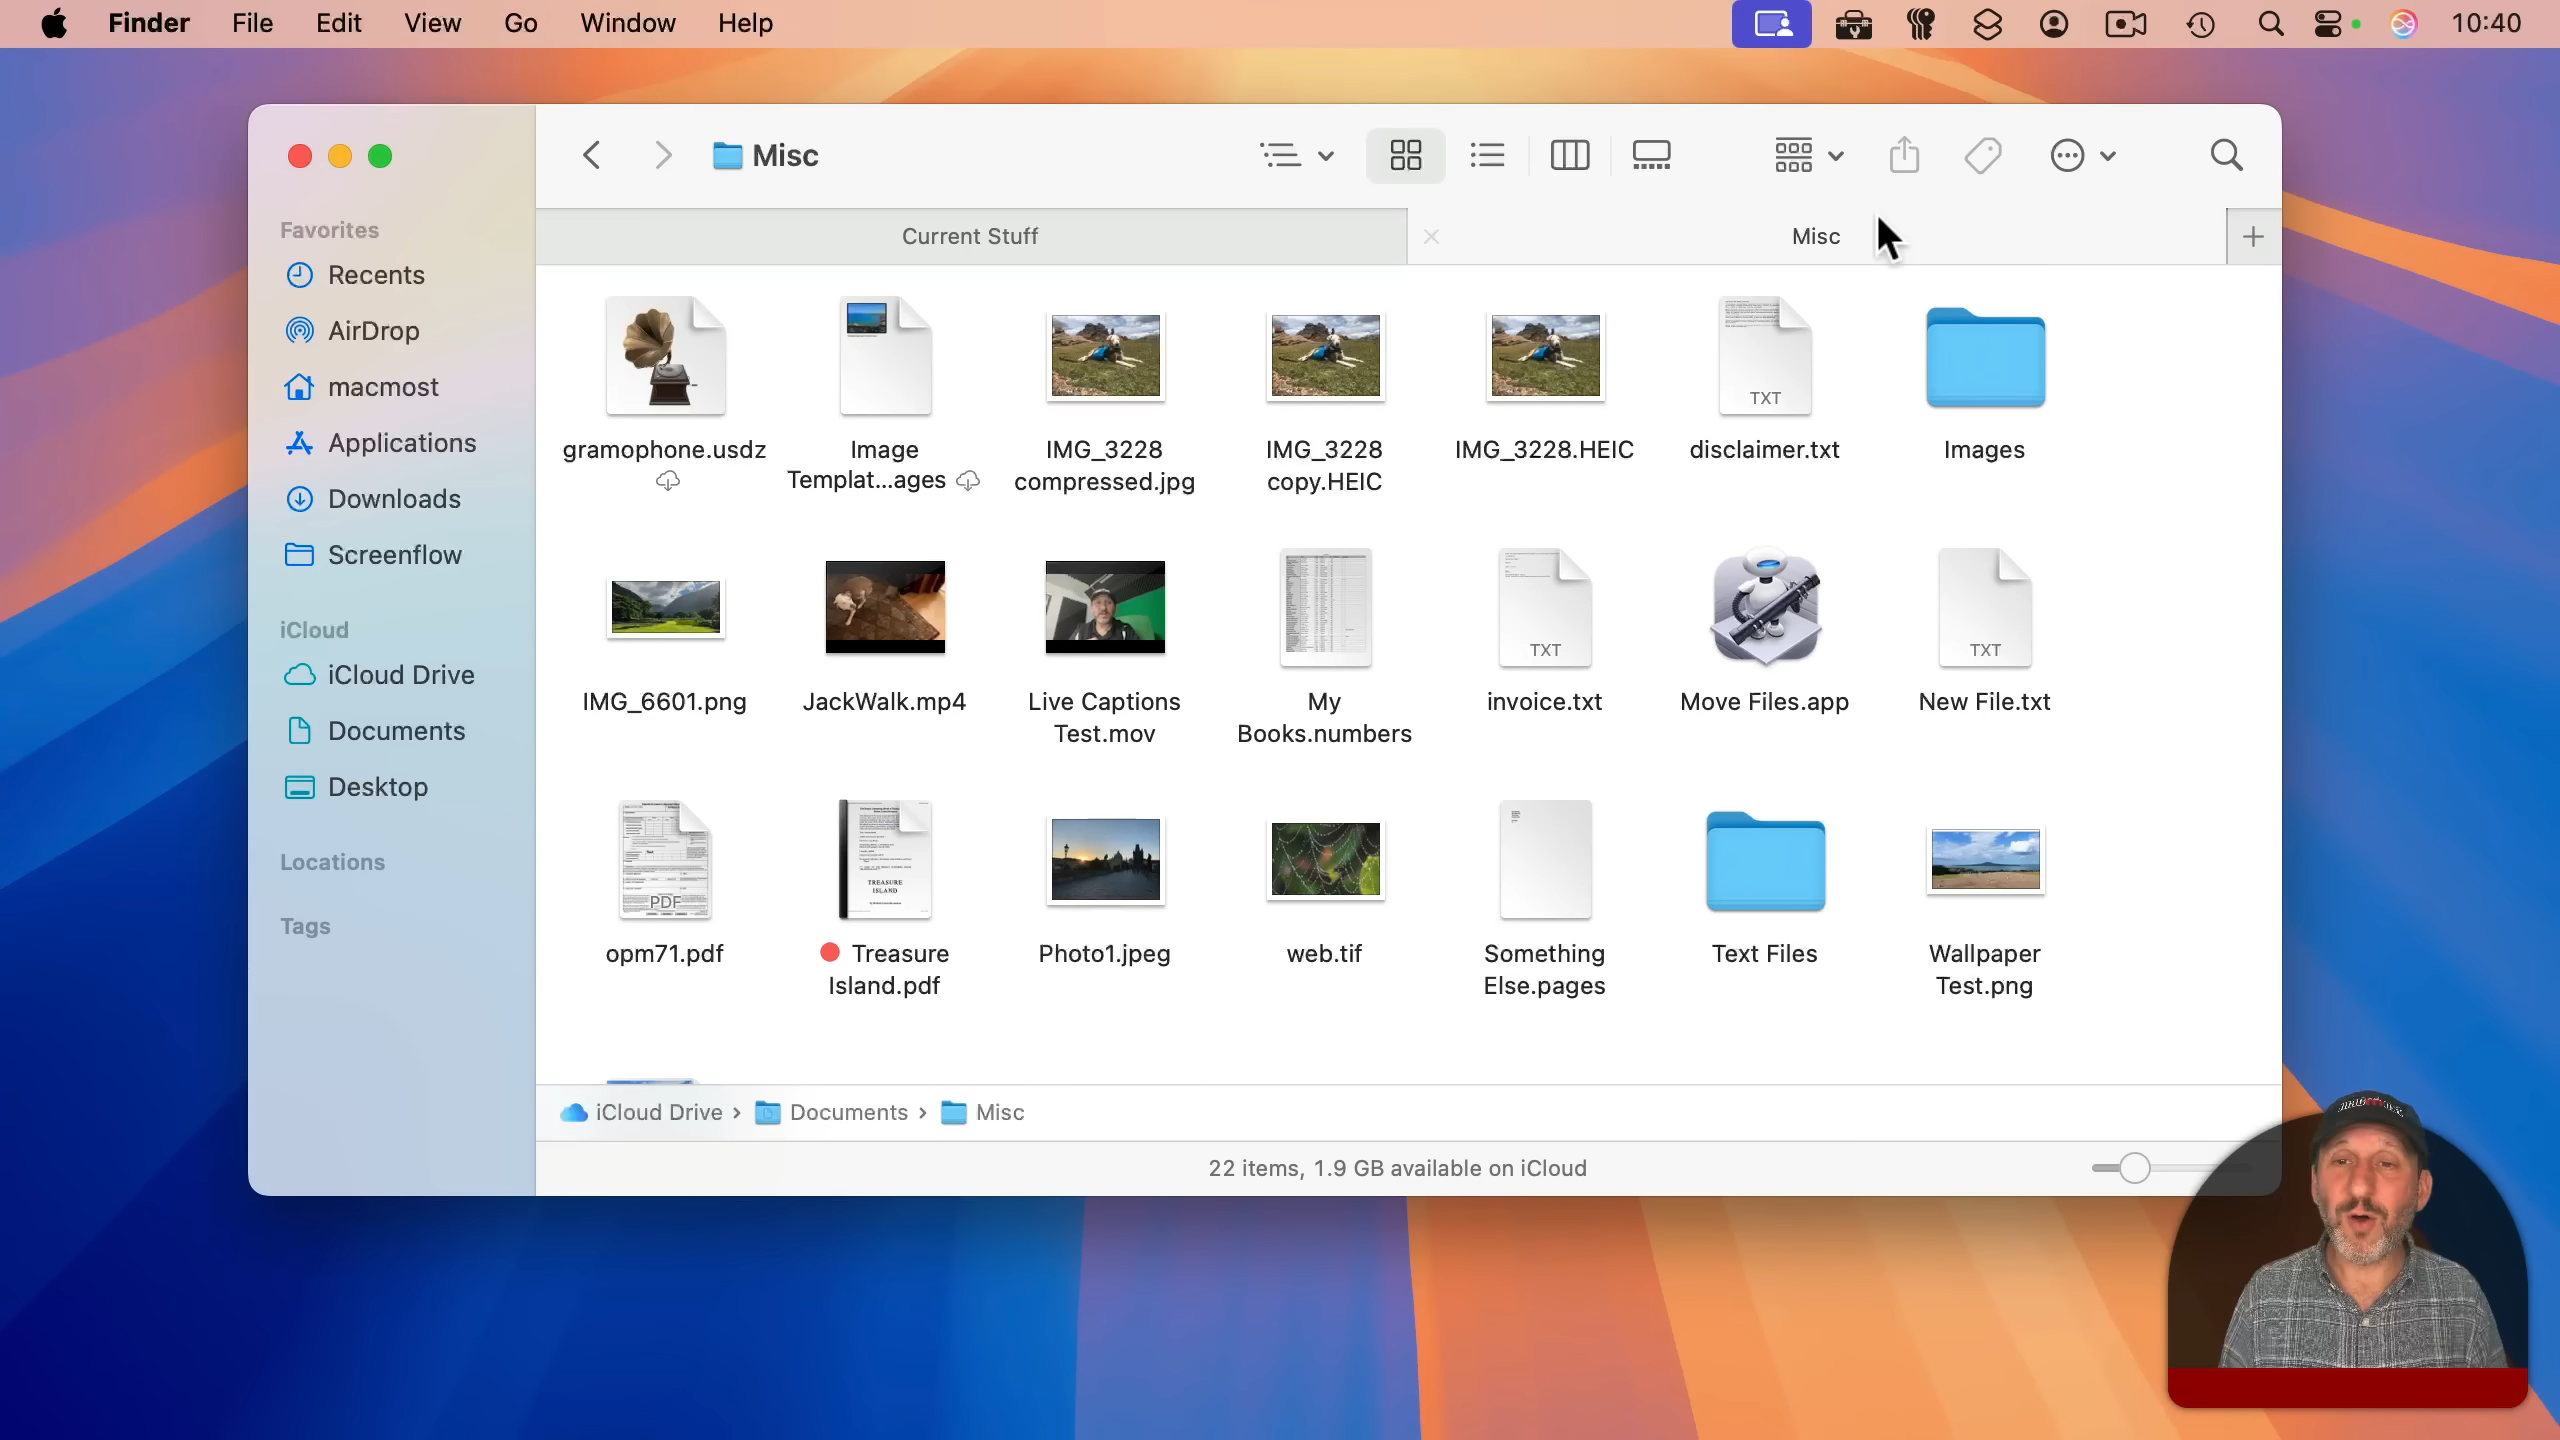 Finder File Edit View Go Window Help 10:40
Misc
Current Stuff
Misc
Favorites
Recents
AirDrop
macmost
Applications
Downloads
Screenflow
iCloud
iCloud Drive
Documents
Desktop
Locations
Tags
gramophone.usdz
Image
Templat...ages
IMG_3228
compressed.jpg
IMG_3228
copy.HEIC
IMG_3228.HEIC
TXT
disclaimer.txt
Images
IMG_6601.png
JackWalk.mp4
Live Captions
Test.mov
My
Books.numbers
TXT
invoice.txt
Move Files.app
TXT
New File.txt
PDF
opm71.pdf
TREASURE
ISLAND
Treasure
Island.pdf
Photo1.jpeg
web.tif
Something
Else.pages
Text Files
Wallpaper
Test.png
iCloud Drive › Documents › Misc
22 items, 1.9 GB available on iCloud